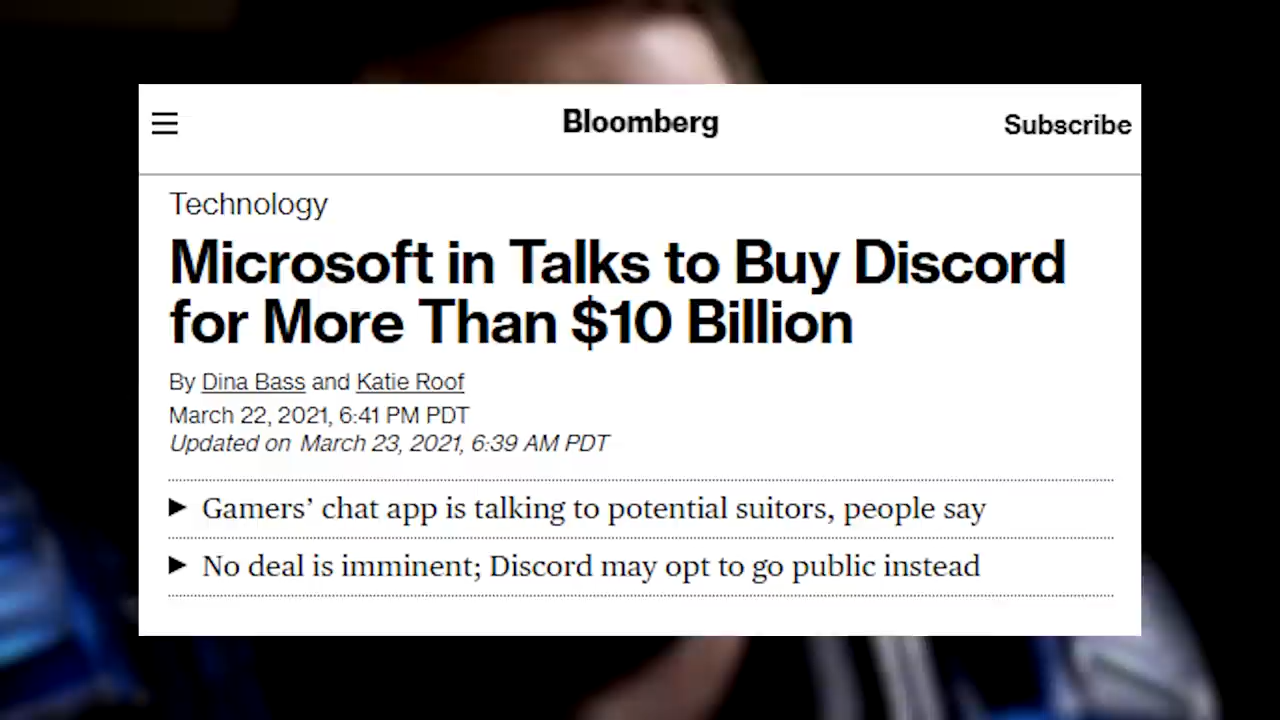 Bloomberg
Subscribe
Technology
Microsoft in Talks to Buy Discord
for More Than $10 Billion
By Dina Bass and Katie Roof
March 22, 2021, 6:41 PM PDT
Updated on March 23, 2021, 6:39 AM PDT
Gamers’ chat app is talking to potential suitors, people say
No deal is imminent; Discord may opt to go public instead